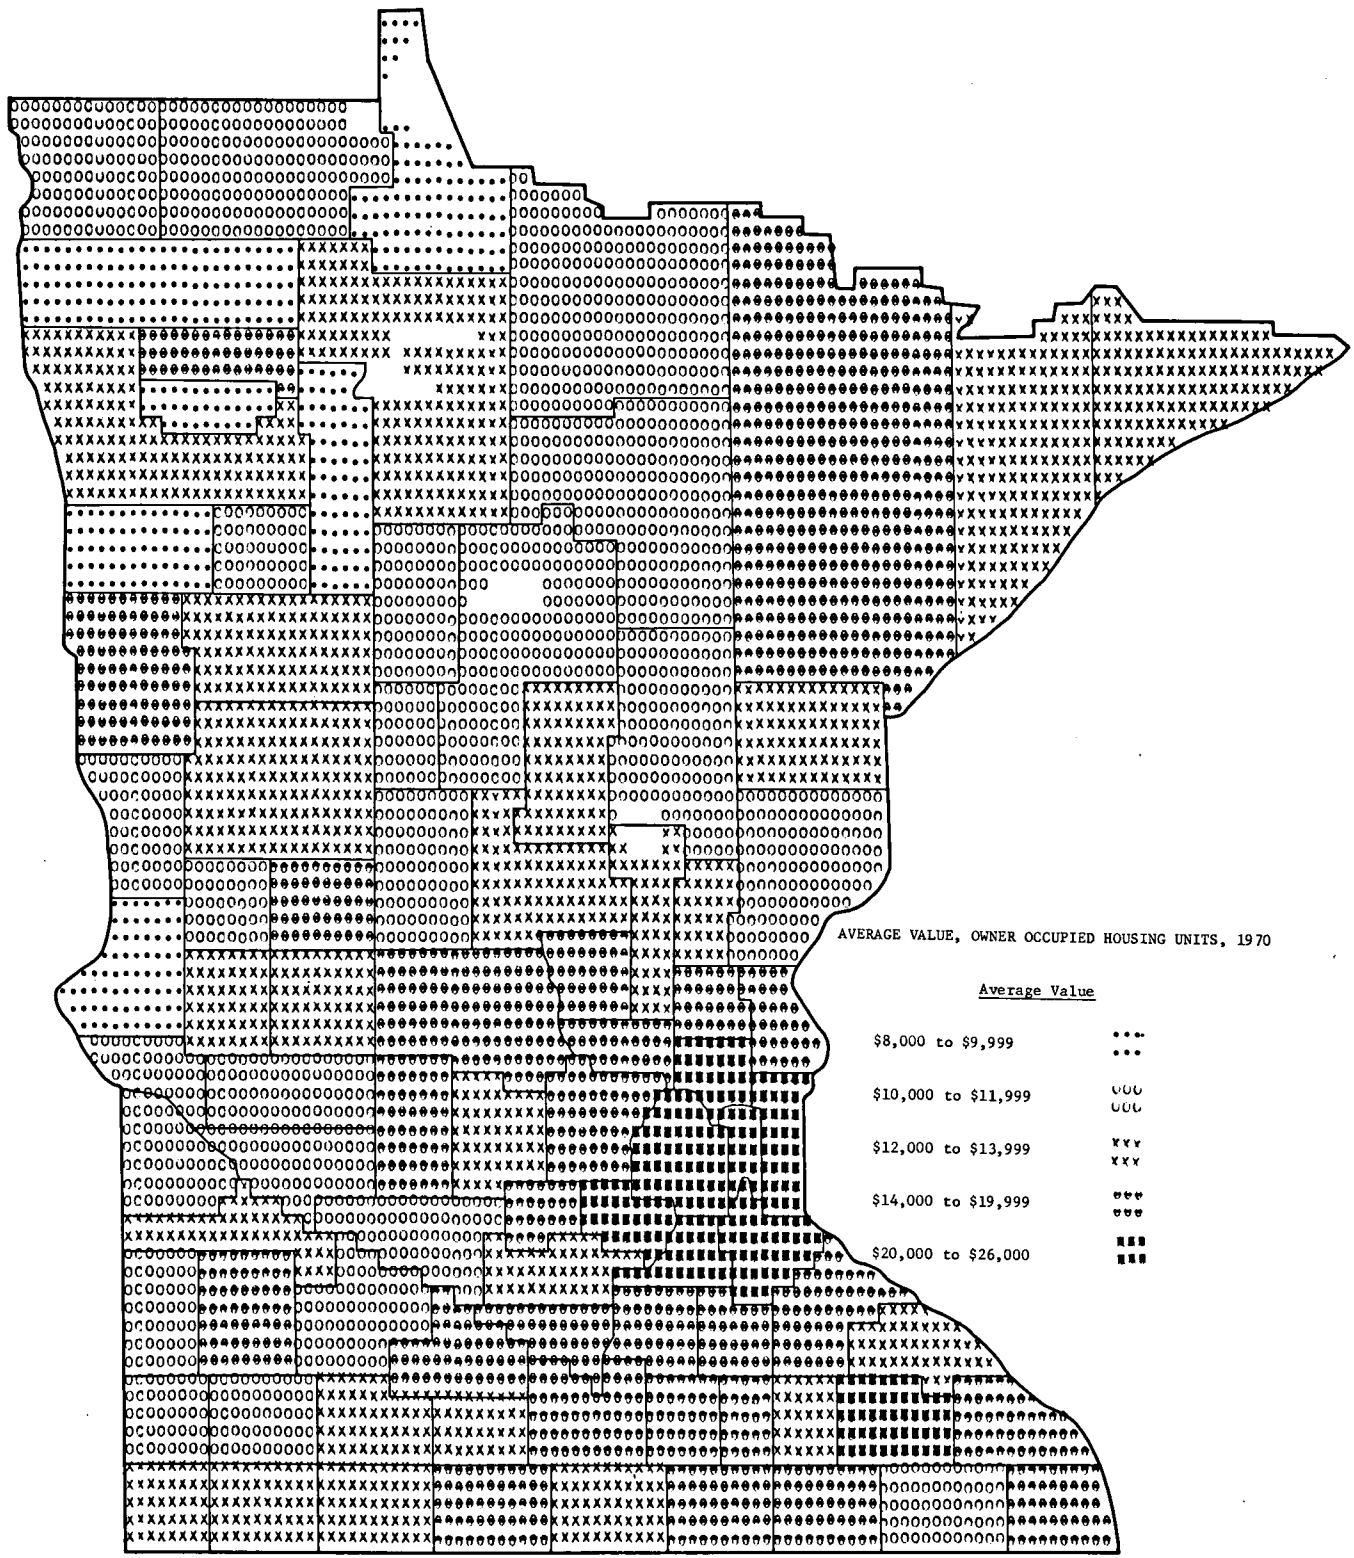 AVERAGE VALUE, OWNER OCCUPIED HOUSING UNITS, 1970
Average Value
$8,000 to $9,999
$10,000 to $11,999
$12,000 to $13,999
$14,000 to $19,999
$20,000 to $26,000